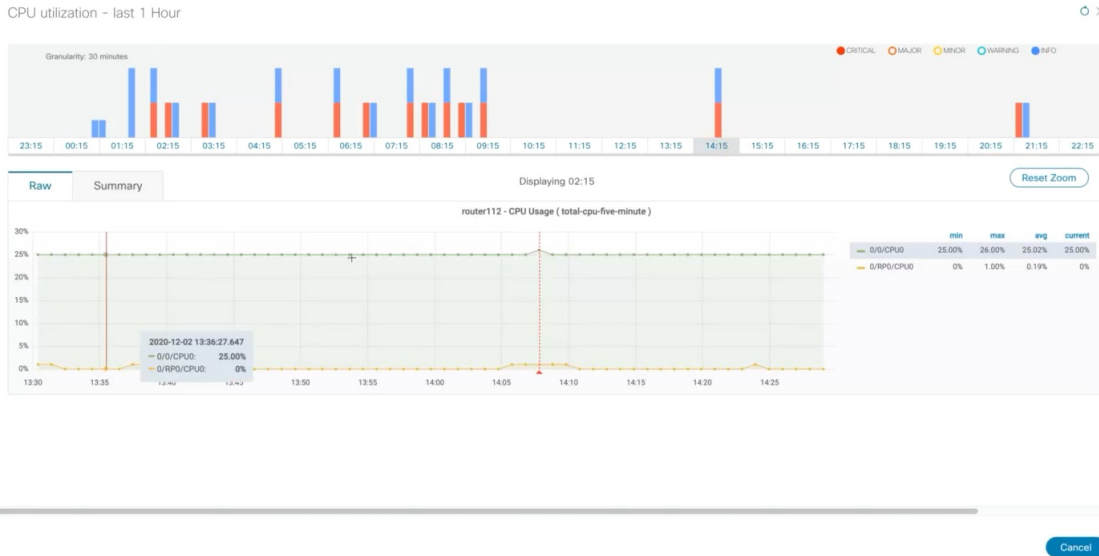 CPU utilization - last 1 Hour
Granularity: 30 minutes
CRITICAL MAJOR MINOR WARNING INFO
23:15 00:15 01:15 02:15 03:15 04:15 05:15 06:15 07:15 08:15 09:15 10:15 11:15 12:15 13:15 14:15 15:15 16:15 17:15 18:15 19:15 20:15 21:15 22:15
Raw Summary Displaying 02:15 Reset Zoom
router112 - CPU Usage ( total-cpu-five-minute )
min max avg current
0/0/CPU0 25.00% 26.00% 25.02% 25.00%
0/RP0/CPU0 0% 1.00% 0.19% 0%
30%
25%
20%
15%
10%
5%
0%
2020-12-02 13:36:27.647
0/0/CPU0: 25.00%
0/RP0/CPU0: 0%
13:30 13:35 13:40 13:45 13:50 13:55 14:00 14:05 14:10 14:15 14:20 14:25
Cancel